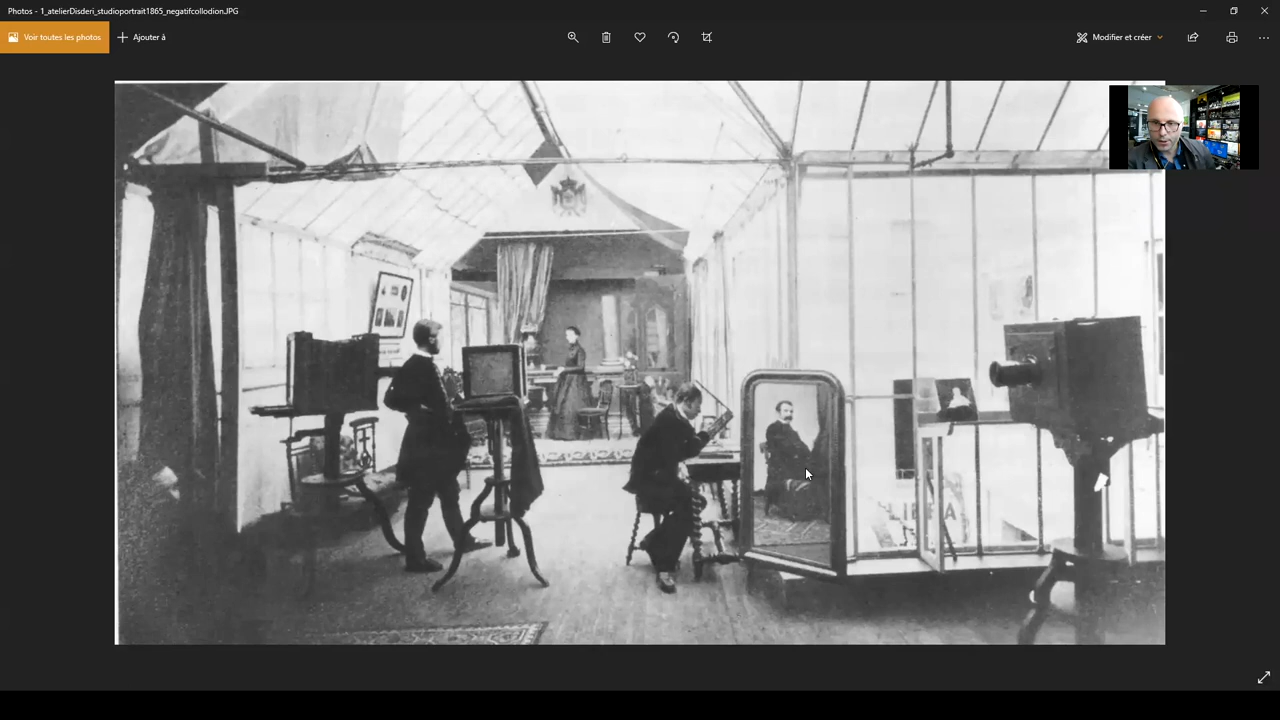 Photos - 1_atelierDisderi_studioportrait1865_negatifcollodion.JPG
Voir toutes les photos
Ajouter à
Modifier et créer